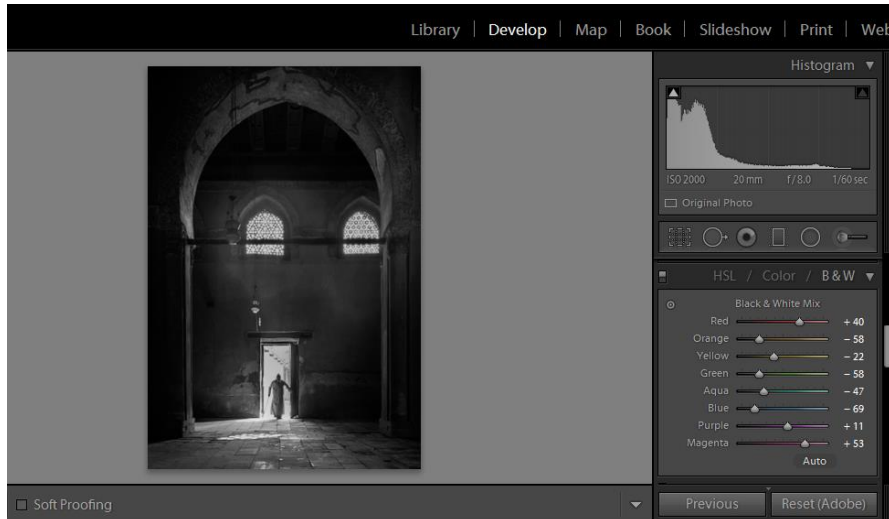 Library | Develop | Map | Book | Slideshow | Print | Web
Histogram
ISO 2000 20 mm f / 8.0 1/60 sec
Original Photo
HSL / Color / B & W
Black & White Mix
Red + 40
Orange – 58
Yellow – 22
Green – 58
Aqua – 47
Blue – 69
Purple + 11
Magenta + 53
Auto
Soft Proofing
Previous Reset (Adobe)